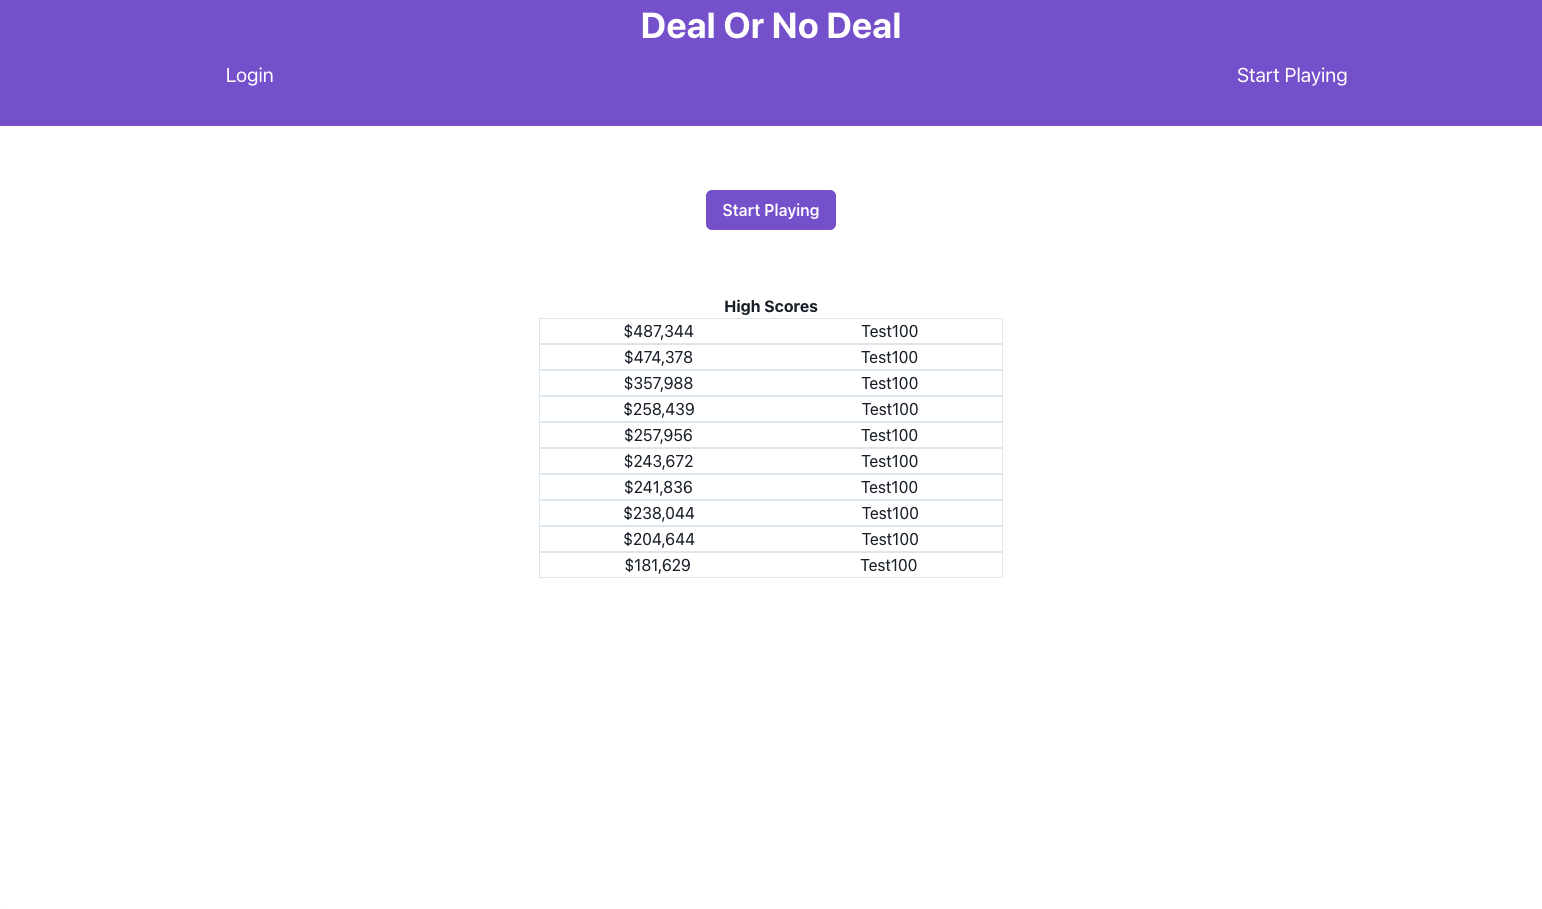 Deal Or No Deal
Login Start Playing
Start Playing
High Scores
$487,344 Test100
$474,378 Test100
$357,988 Test100
$258,439 Test100
$257,956 Test100
$243,672 Test100
$241,836 Test100
$238,044 Test100
$204,644 Test100
$181,629 Test100